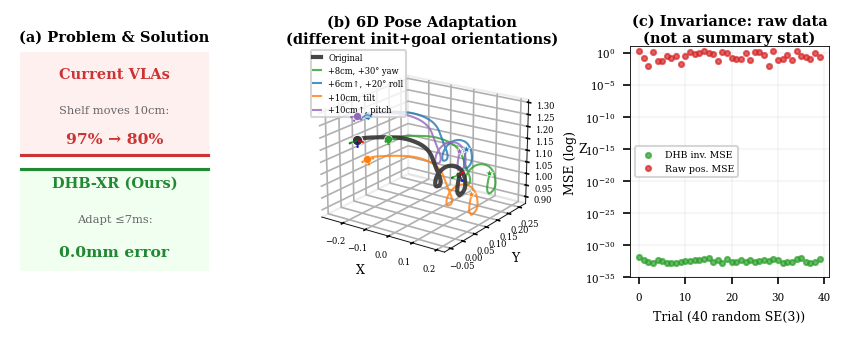 (a) Problem & Solution
Current VLAs
Shelf moves 10cm:
97% → 80%
DHB-XR (Ours)
Adapt ≤7ms:
0.0mm error
(b) 6D Pose Adaptation
(different init+goal orientations)
Original
+8cm, +30° yaw
+6cm↑, +20° roll
+10cm, tilt
+10cm↑, pitch
1.30
1.25
1.20
1.15
1.10
1.05
1.00
0.95
0.90
Z
−0.2
−0.1
0.0
0.1
0.2
X
−0.05
0.00
0.05
0.10
0.15
0.20
0.25
Y
(c) Invariance: raw data
(not a summary stat)
MSE (log)
10⁰
10⁻⁵
10⁻¹⁰
10⁻¹⁵
10⁻²⁰
10⁻²⁵
10⁻³⁰
10⁻³⁵
DHB inv. MSE
Raw pos. MSE
0
10
20
30
40
Trial (40 random SE(3))